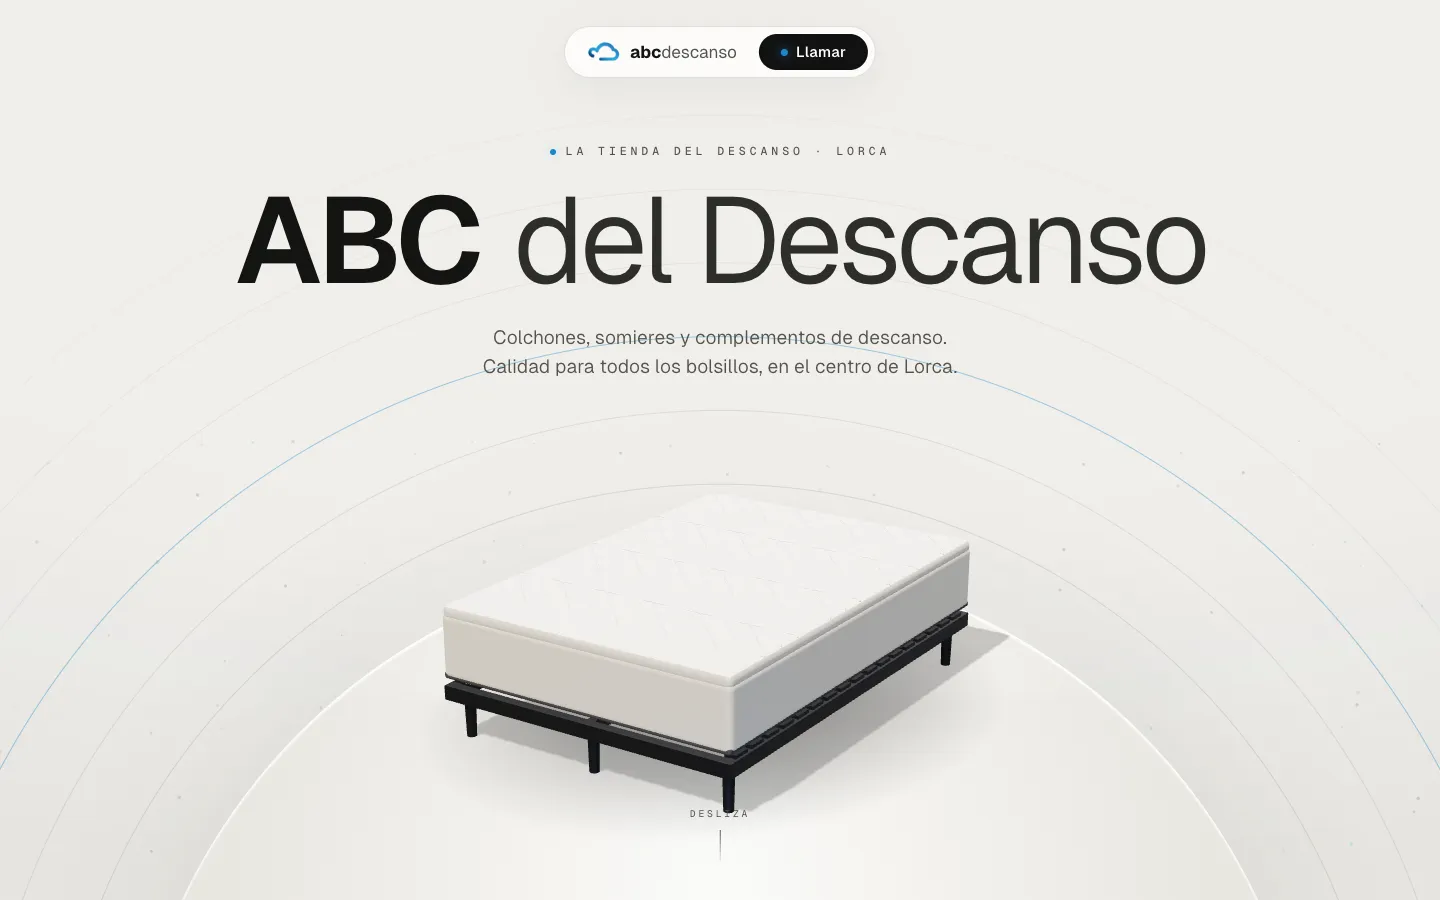 abcdescanso
Llamar
LA TIENDA DEL DESCANSO · LORCA
ABC del Descanso
Colchones, somieres y complementos de descanso.
Calidad para todos los bolsillos, en el centro de Lorca.
DESLIZA